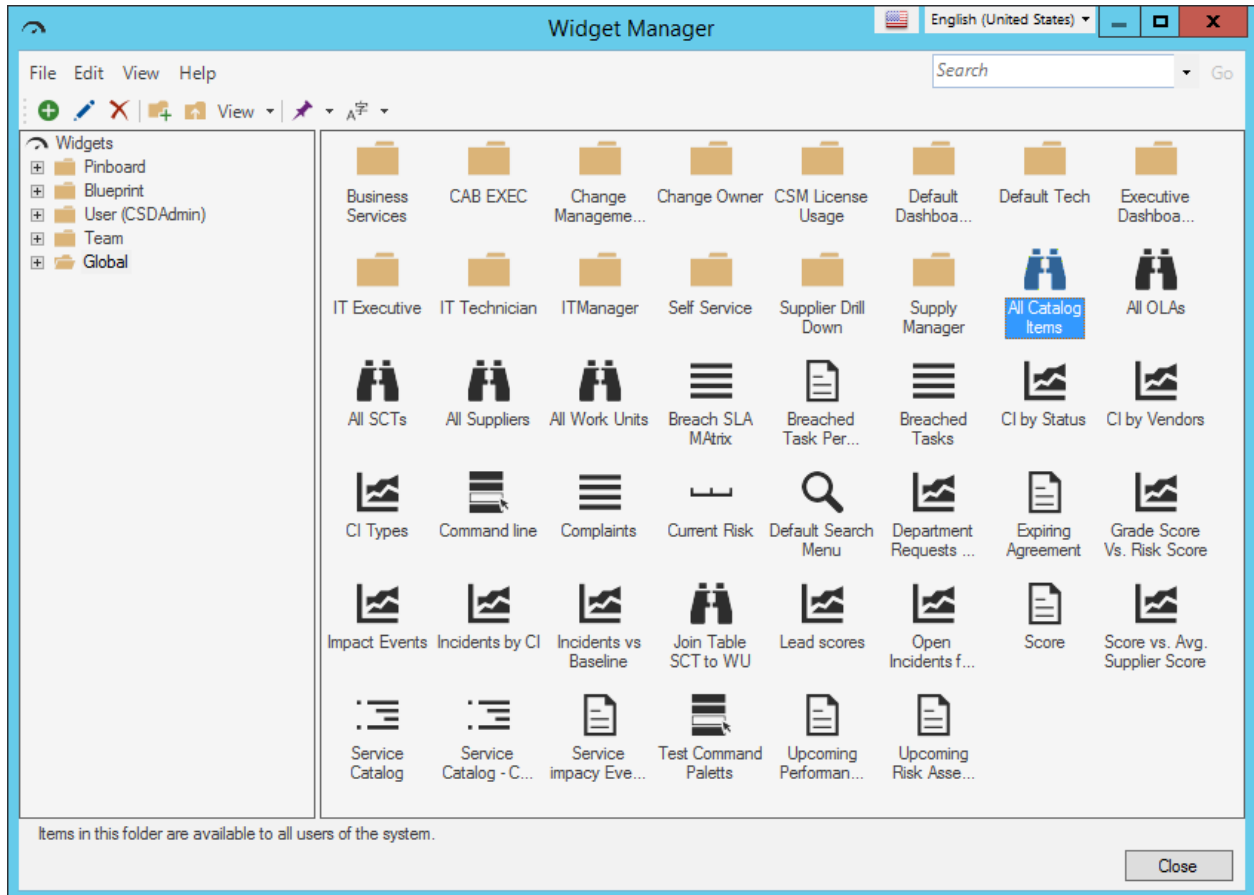 Widget Manager
English (United States)
File Edit View Help
Search
Go
View
A字
Widgets
Pinboard
Blueprint
User (CSDAdmin)
Team
Global
Business
Services
CAB EXEC
Change
Manageme...
Change Owner
CSM License
Usage
Default
Dashboa...
Default Tech
Executive
Dashboa...
IT Executive
IT Technician
ITManager
Self Service
Supplier Drill
Down
Supply
Manager
All Catalog
Items
All OLAs
All SCTs
All Suppliers
All Work Units
Breach SLA
MAtrix
Breached
Task Per...
Breached
Tasks
CI by Status
CI by Vendors
CI Types
Command line
Complaints
Current Risk
Default Search
Menu
Department
Requests ...
Expiring
Agreement
Grade Score
Vs. Risk Score
Impact Events
Incidents by CI
Incidents vs
Baseline
Join Table
SCT to WU
Lead scores
Open
Incidents f...
Score
Score vs. Avg.
Supplier Score
Service
Catalog
Service
Catalog - C...
Service
impacy Eve...
Test Command
Paletts
Upcoming
Performan...
Upcoming
Risk Asse...
Items in this folder are available to all users of the system.
Close